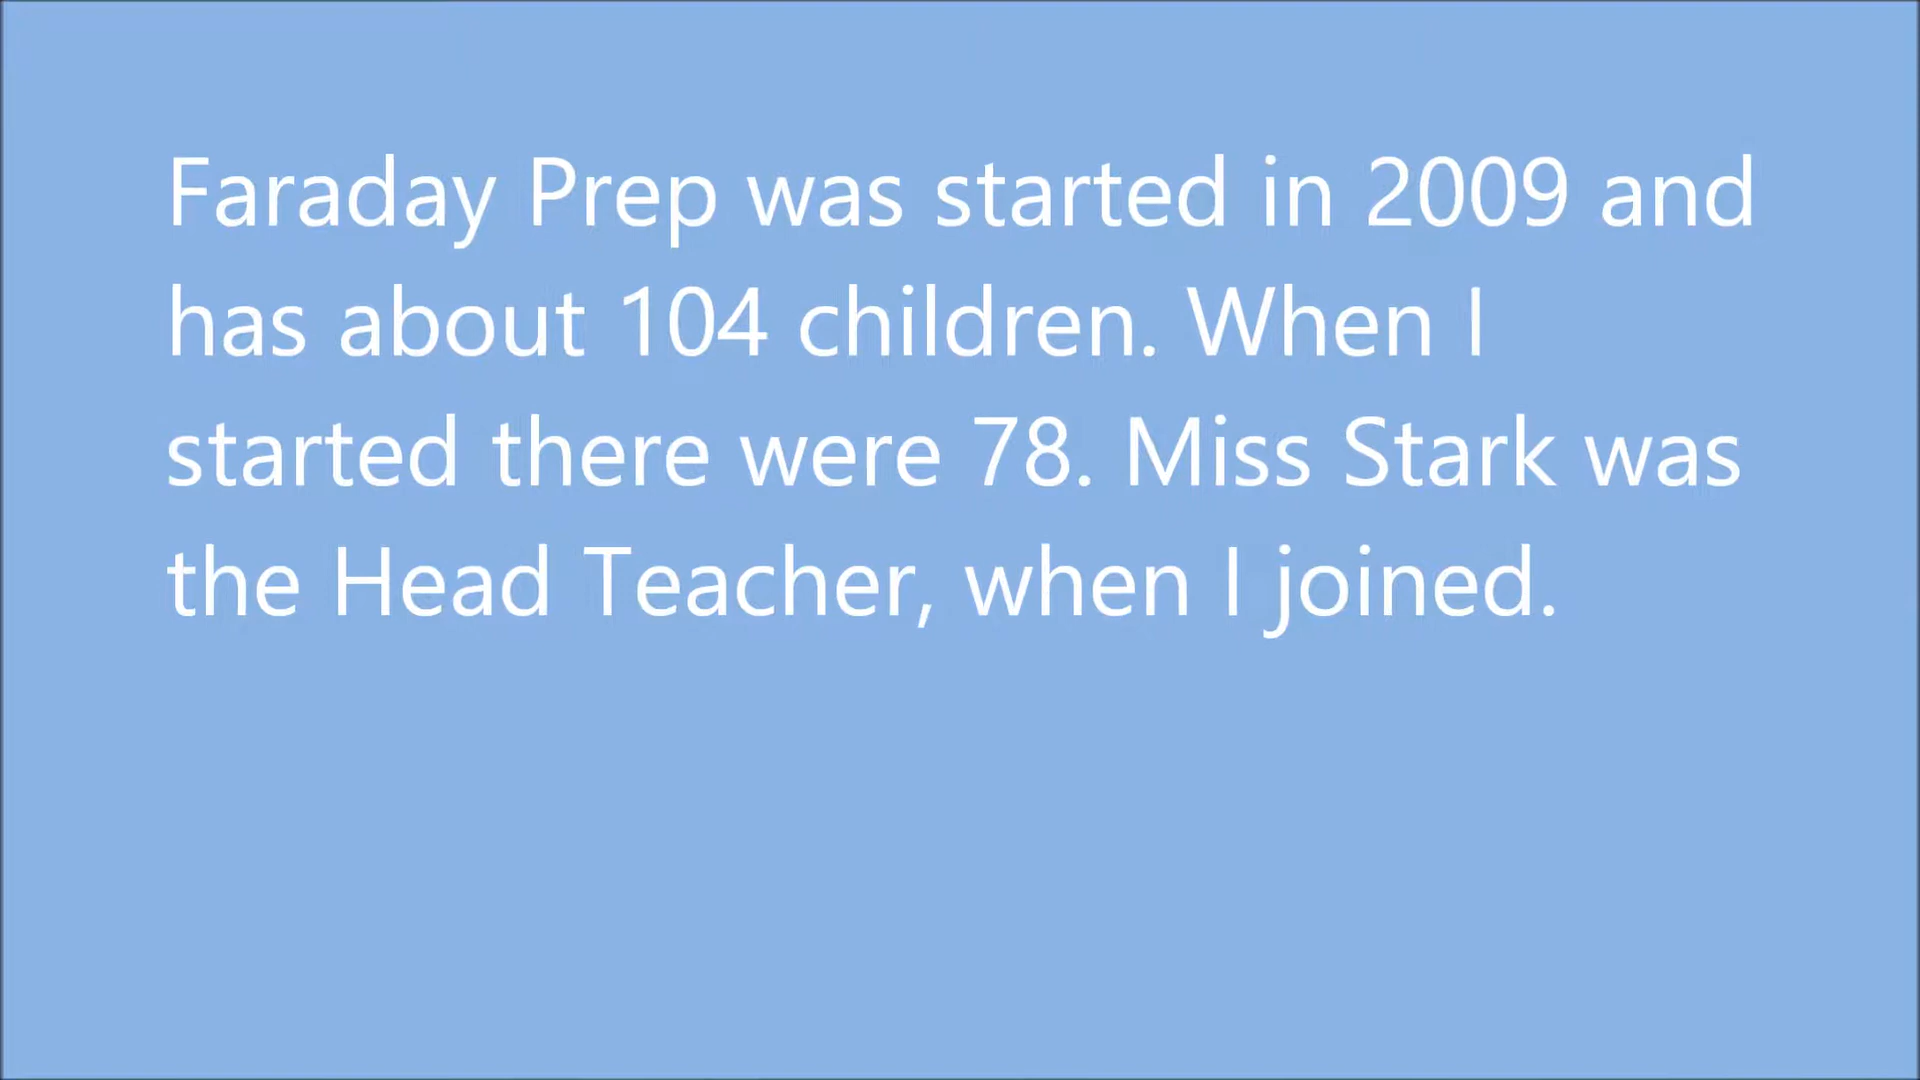 Faraday Prep was started in 2009 and
has about 104 children. When I
started there were 78. Miss Stark was
the Head Teacher, when I joined.